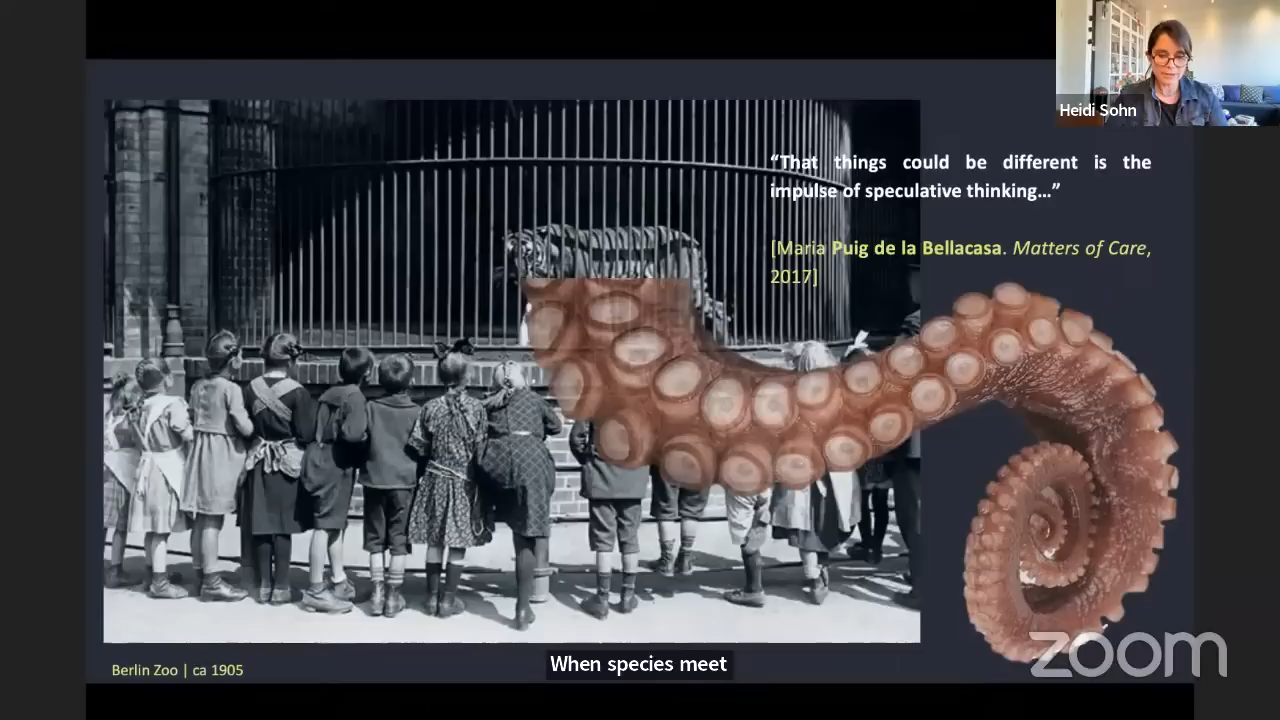 Heidi Sohn
“That things could be different is the
impulse of speculative thinking…”
[Maria Puig de la Bellacasa. Matters of Care,
2017]
Berlin Zoo | ca 1905
When species meet
zoom